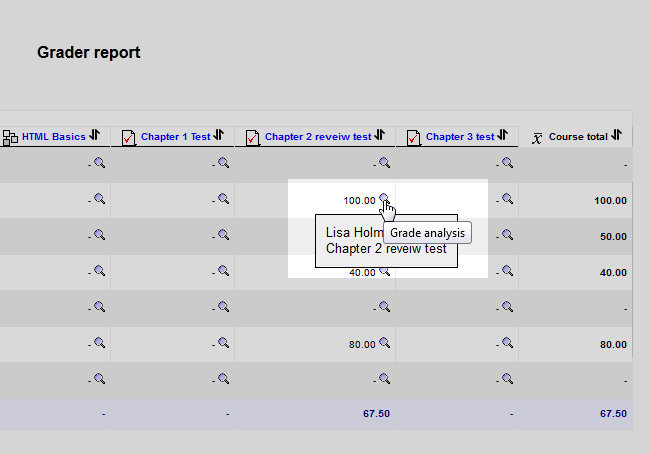 Grader report
HTML Basics Chapter 1 Test Chapter 2 reveiw test Chapter 3 test x̄ Course total
- - - - -
- - 100.00 - 100.00
Lisa Holm
Grade analysis
Chapter 2 reveiw test
- - - 50.00
- - 40.00 - 40.00
- - - - -
- - 80.00 - 80.00
- - - - -
- - 67.50 - 67.50